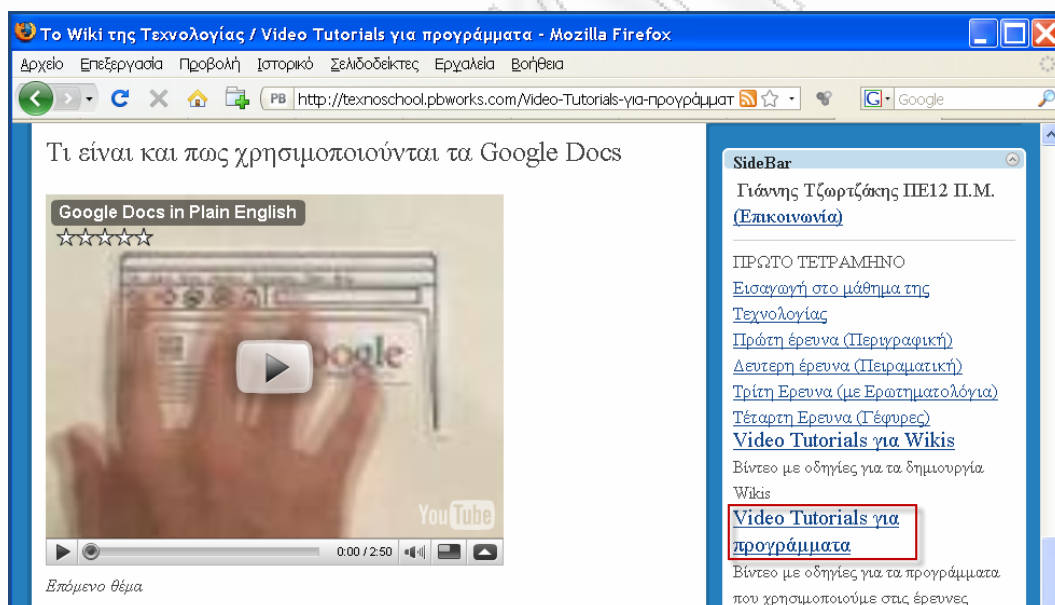 Το Wiki της Τεχνολογίας / Video Tutorials για προγράμματα - Mozilla Firefox
Αρχείο Επεξεργασία Προβολή Ιστορικό Σελιδοδείκτες Εργαλεία Βοήθεια
PB http://texnoschool.pbworks.com/Video-Tutorials-για-προγράμματ G Google
Τι είναι και πως χρησιμοποιούνται τα Google Docs
Google Docs in Plain English
oogle
YouTube
0:00 / 2:50
Επόμενο θέμα
SideBar
Γιάννης Τζωρτζάκης ΠΕ12 Π.Μ.
(Επικοινωνία)
ΠΡΩΤΟ ΤΕΤΡΑΜΗΝΟ
Εισαγωγή στο μάθημα της
Τεχνολογίας
Πρώτη έρευνα (Περιγραφική)
Δευτερη έρευνα (Πειραματική)
Τρίτη Ερευνα (με Ερωτηματολόγια)
Τέταρτη Ερευνα (Γέφυρες)
Video Tutorials για Wikis
Βίντεο με οδηγίες για τα δημιουργία
Wikis
Video Tutorials για
προγράμματα
Βίντεο με οδηγίες για τα προγράμματα
που χρησιμοποιούμε στις έρευνες